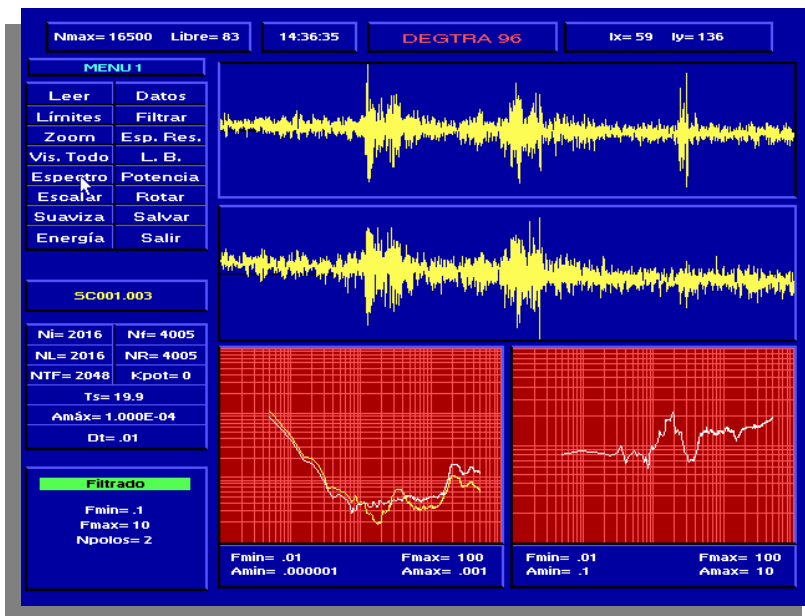 Nmax= 16500 Libre= 83
14:36:35
DEGTRA 96
Ix= 59 Iy= 136
MENU 1
Leer Datos
Límites Filtrar
Zoom Esp. Res.
Vis. Todo L. B.
Espectro Potencia
Escalar Rotar
Suaviza Salvar
Energía Salir
SC001.003
Ni= 2016 Nf= 4005
NL= 2016 NR= 4005
NTF= 2048 Kpot= 0
Ts= 19.9
Amáx= 1.000E-04
Dt= .01
Filtrado
Fmin= .1
Fmax= 10
Npolos= 2
Fmin= .01 Fmax= 100
Amin= .000001 Amax= .001
Fmin= .01 Fmax= 100
Amin= .1 Amax= 10